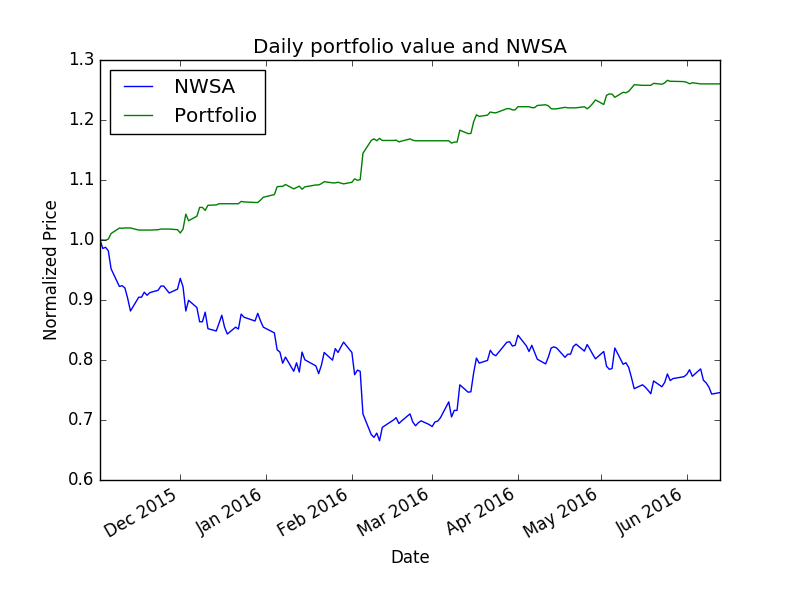 Daily portfolio value and NWSA
NWSA
Portfolio
1.3
1.2
1.1
1.0
0.9
0.8
0.7
0.6
Normalized Price
Dec 2015
Jan 2016
Feb 2016
Mar 2016
Apr 2016
May 2016
Jun 2016
Date